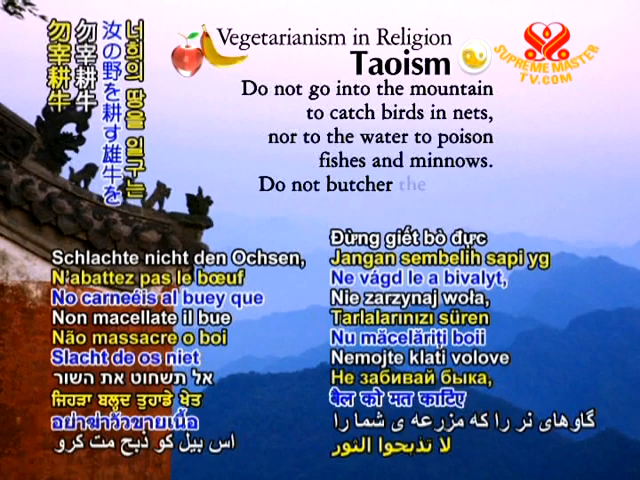 Vegetarianism in Religion
Taoism
SUPREME MASTER
TV.COM
Do not go into the mountain
to catch birds in nets,
nor to the water to poison
fishes and minnows.
Do not butcher the
勿宰耕牛
勿宰耕牛
汝の野を耕す雄牛を
너희의 땅을 일구는
Schlachte nicht den Ochsen,
N'abattez pas le bœuf
No carneéis al buey que
Non macellate il bue
Não massacre o boi
Slacht de os niet
אל תשחוט את השור
ਜਿਹੜਾ ਬਲਦ ਤੁਹਾਡੇ ਖੇਤ
อย่าฆ่าวัวขายเนื้อ
اس بیل کو ذبح مت کرو
Đừng giết bò đực
Jangan sembelih sapi yg
Ne vágd le a bivalyt,
Nie zarzynaj woła,
Tarlalarınızı süren
Nu măcelăriți boii
Nemojte klati volove
Не забивай быка,
बैल को मत काटिए
گاوهای نر را که مزرعه ی شما را
لا تذبحوا الثور